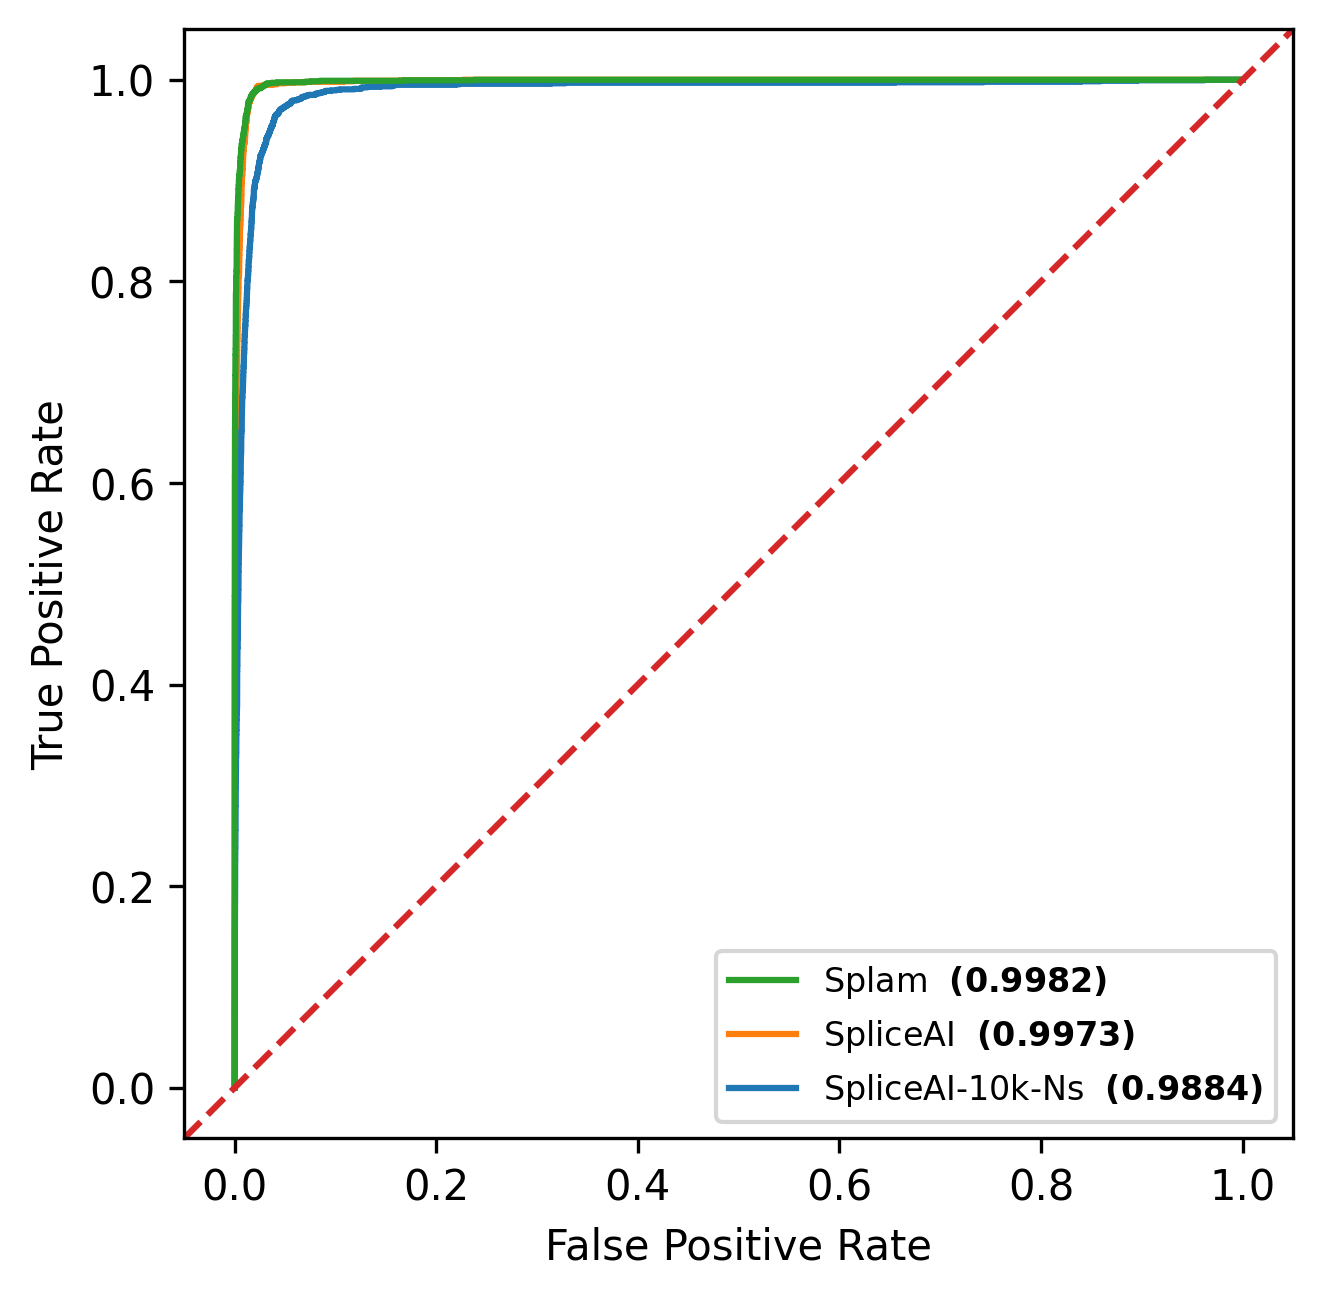 1.0
0.8
0.6
0.4
0.2
0.0
True Positive Rate
Splam (0.9982)
SpliceAI (0.9973)
SpliceAI-10k-Ns (0.9884)
0.0 0.2 0.4 0.6 0.8 1.0
False Positive Rate